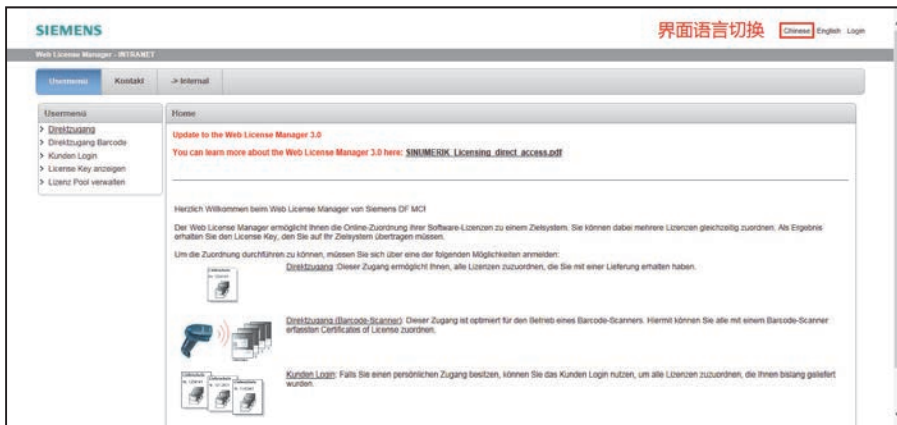 SIEMENS
界面语言切换 Chinese English Login
Web License Manager - INTRANET
Usermenü Kontakt -> Internal
Usermenü
> Direktzugang
> Direktzugang Barcode
> Kunden Login
> License Key anzeigen
> Lizenz Pool verwalten
Home
Update to the Web License Manager 3.0
You can learn more about the Web License Manager 3.0 here: SINUMERIK_Licensing_direct_access.pdf
Herzlich Willkommen beim Web License Manager von Siemens DF MC!
Der Web License Manager ermöglicht Ihnen die Online-Zuordnung Ihrer Software-Lizenzen zu einem Zielsystem. Sie können dabei mehrere Lizenzen gleichzeitig zuordnen. Als Ergebnis
erhalten Sie den License Key, den Sie auf Ihr Zielsystem übertragen müssen.
Um die Zuordnung durchführen zu können, müssen Sie sich über eine der folgenden Möglichkeiten anmelden:
Direktzugang :Dieser Zugang ermöglicht Ihnen, alle Lizenzen zuzuordnen, die Sie mit einer Lieferung erhalten haben.
Direktzugang (Barcode-Scanner): Dieser Zugang ist optimiert für den Betrieb eines Barcode-Scanners. Hiermit können Sie alle mit einem Barcode-Scanner
erfassten Certificates of License zuordnen.
Kunden Login: Falls Sie einen persönlichen Zugang besitzen, können Sie das Kunden Login nutzen, um alle Lizenzen zuzuordnen, die Ihnen bislang geliefert
wurden.